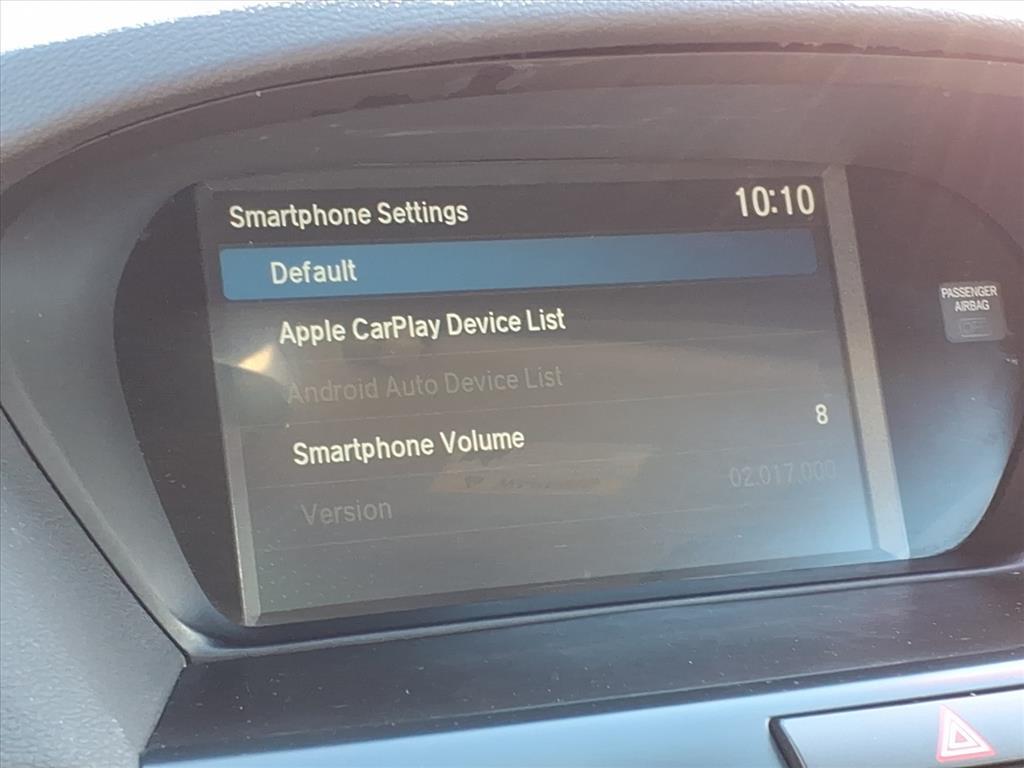 Smartphone Settings 10:10
Default
Apple CarPlay Device List
Android Auto Device List
Smartphone Volume 8
Version 02.017.000
PASSENGER
AIRBAG
OFF